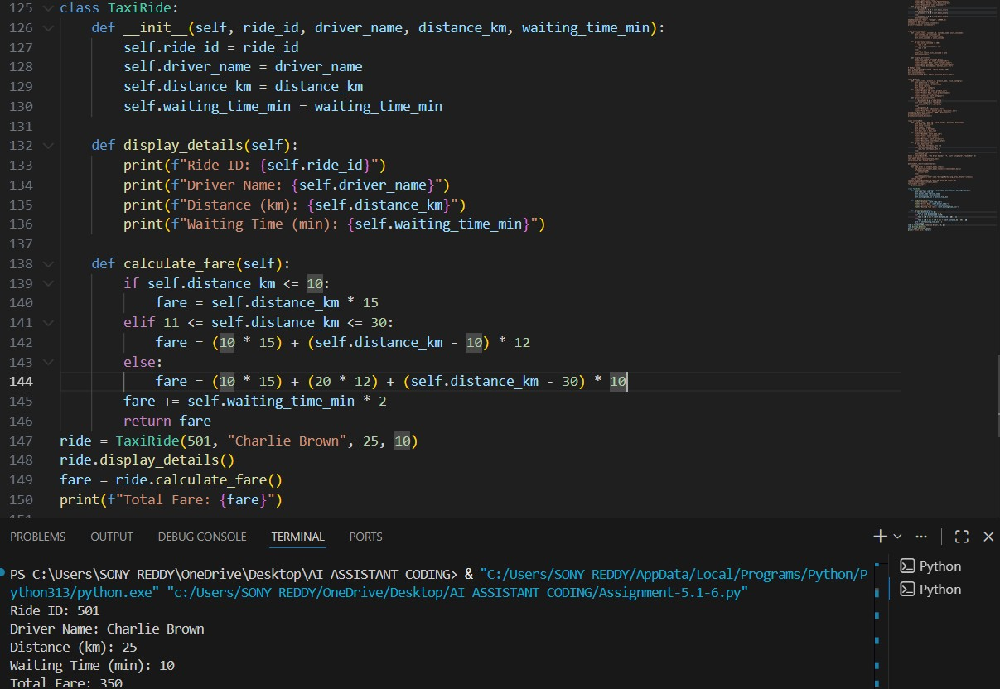 125 class TaxiRide:
126     def __init__(self, ride_id, driver_name, distance_km, waiting_time_min):
127         self.ride_id = ride_id
128         self.driver_name = driver_name
129         self.distance_km = distance_km
130         self.waiting_time_min = waiting_time_min
131
132     def display_details(self):
133         print(f"Ride ID: {self.ride_id}")
134         print(f"Driver Name: {self.driver_name}")
135         print(f"Distance (km): {self.distance_km}")
136         print(f"Waiting Time (min): {self.waiting_time_min}")
137
138     def calculate_fare(self):
139         if self.distance_km <= 10:
140             fare = self.distance_km * 15
141         elif 11 <= self.distance_km <= 30:
142             fare = (10 * 15) + (self.distance_km - 10) * 12
143         else:
144             fare = (10 * 15) + (20 * 12) + (self.distance_km - 30) * 10
145         fare += self.waiting_time_min * 2
146         return fare
147 ride = TaxiRide(501, "Charlie Brown", 25, 10)
148 ride.display_details()
149 fare = ride.calculate_fare()
150 print(f"Total Fare: {fare}")
151
PROBLEMS OUTPUT DEBUG CONSOLE TERMINAL PORTS
PS C:\Users\SONY REDDY\OneDrive\Desktop\AI ASSISTANT CODING> & "C:/Users/SONY REDDY/AppData/Local/Programs/Python/P
ython313/python.exe" "c:/Users/SONY REDDY/OneDrive/Desktop/AI ASSISTANT CODING/Assignment-5.1-6.py"
Ride ID: 501
Driver Name: Charlie Brown
Distance (km): 25
Waiting Time (min): 10
Total Fare: 350
Python
Python